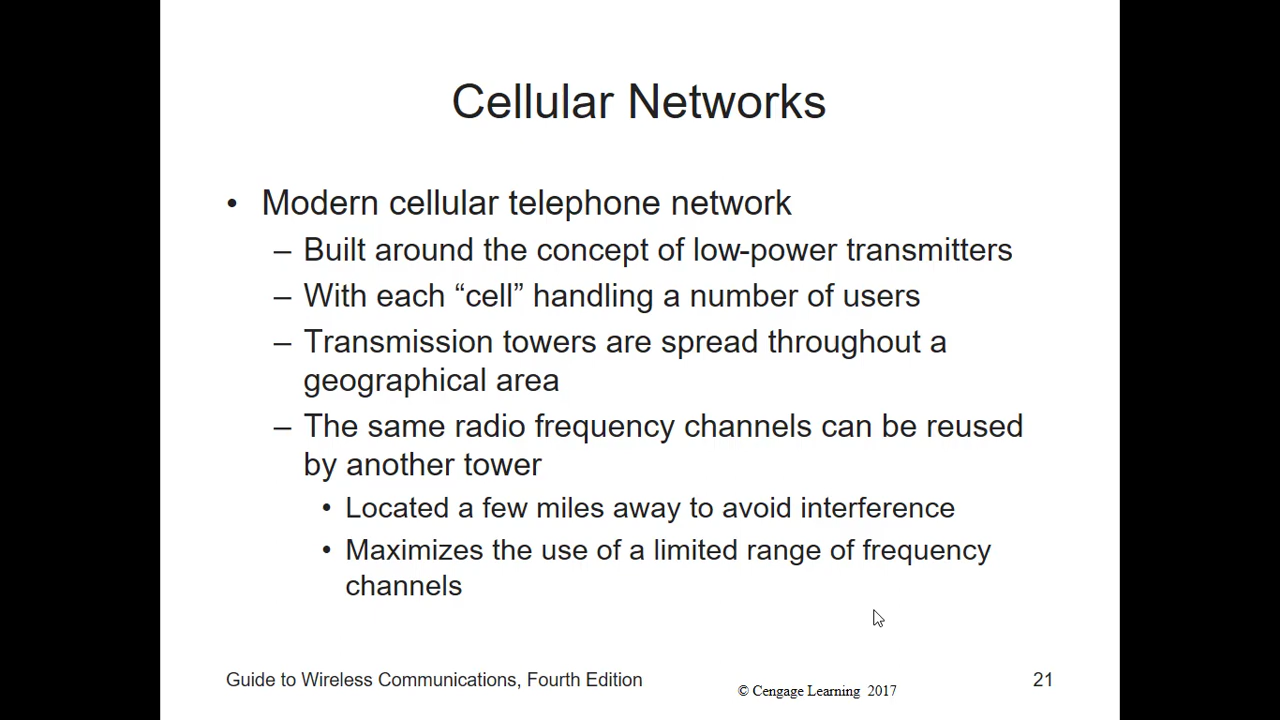 Cellular Networks
• Modern cellular telephone network
– Built around the concept of low-power transmitters
– With each “cell” handling a number of users
– Transmission towers are spread throughout a
geographical area
– The same radio frequency channels can be reused
by another tower
• Located a few miles away to avoid interference
• Maximizes the use of a limited range of frequency
channels
Guide to Wireless Communications, Fourth Edition
© Cengage Learning 2017
21